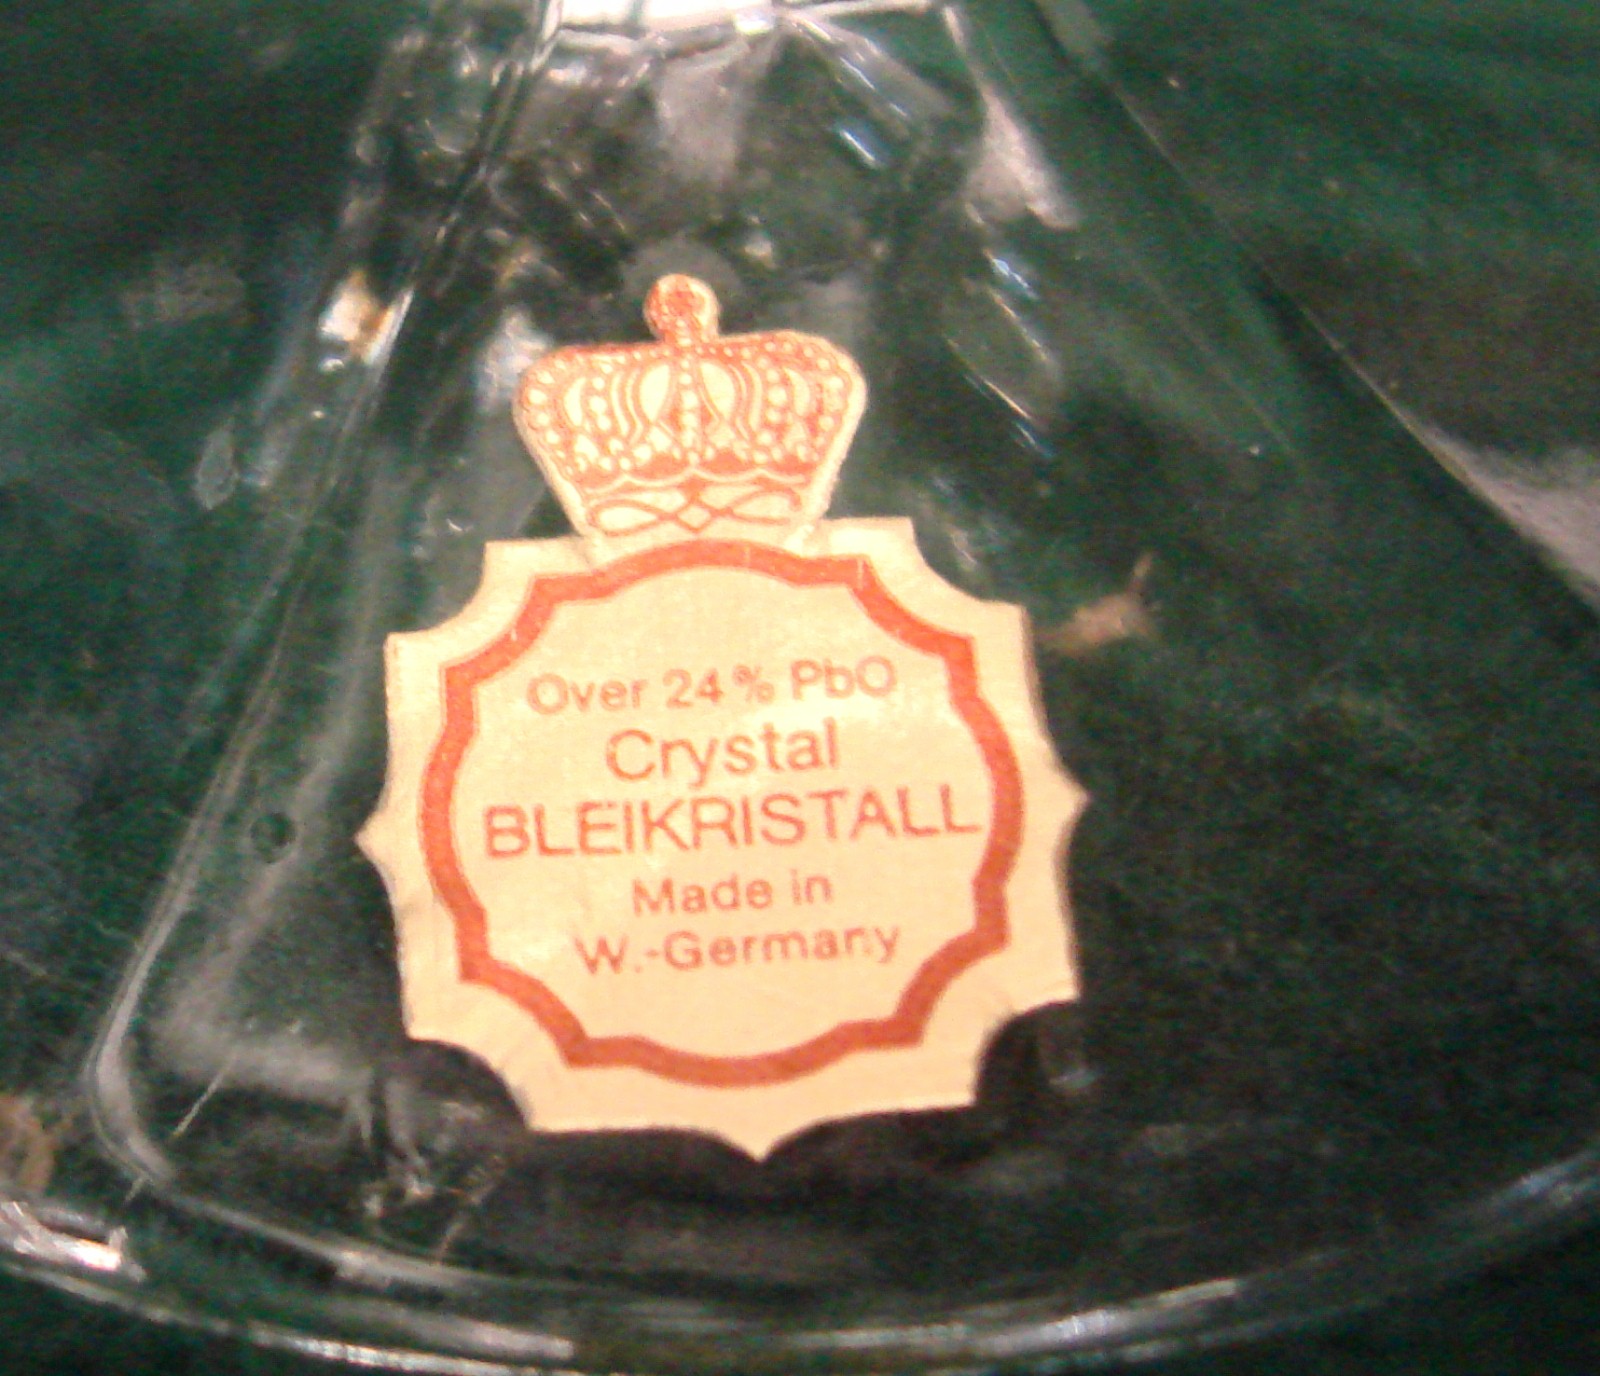 Over 24% PbO
Crystal
BLEIKRISTALL
Made in
W.-Germany